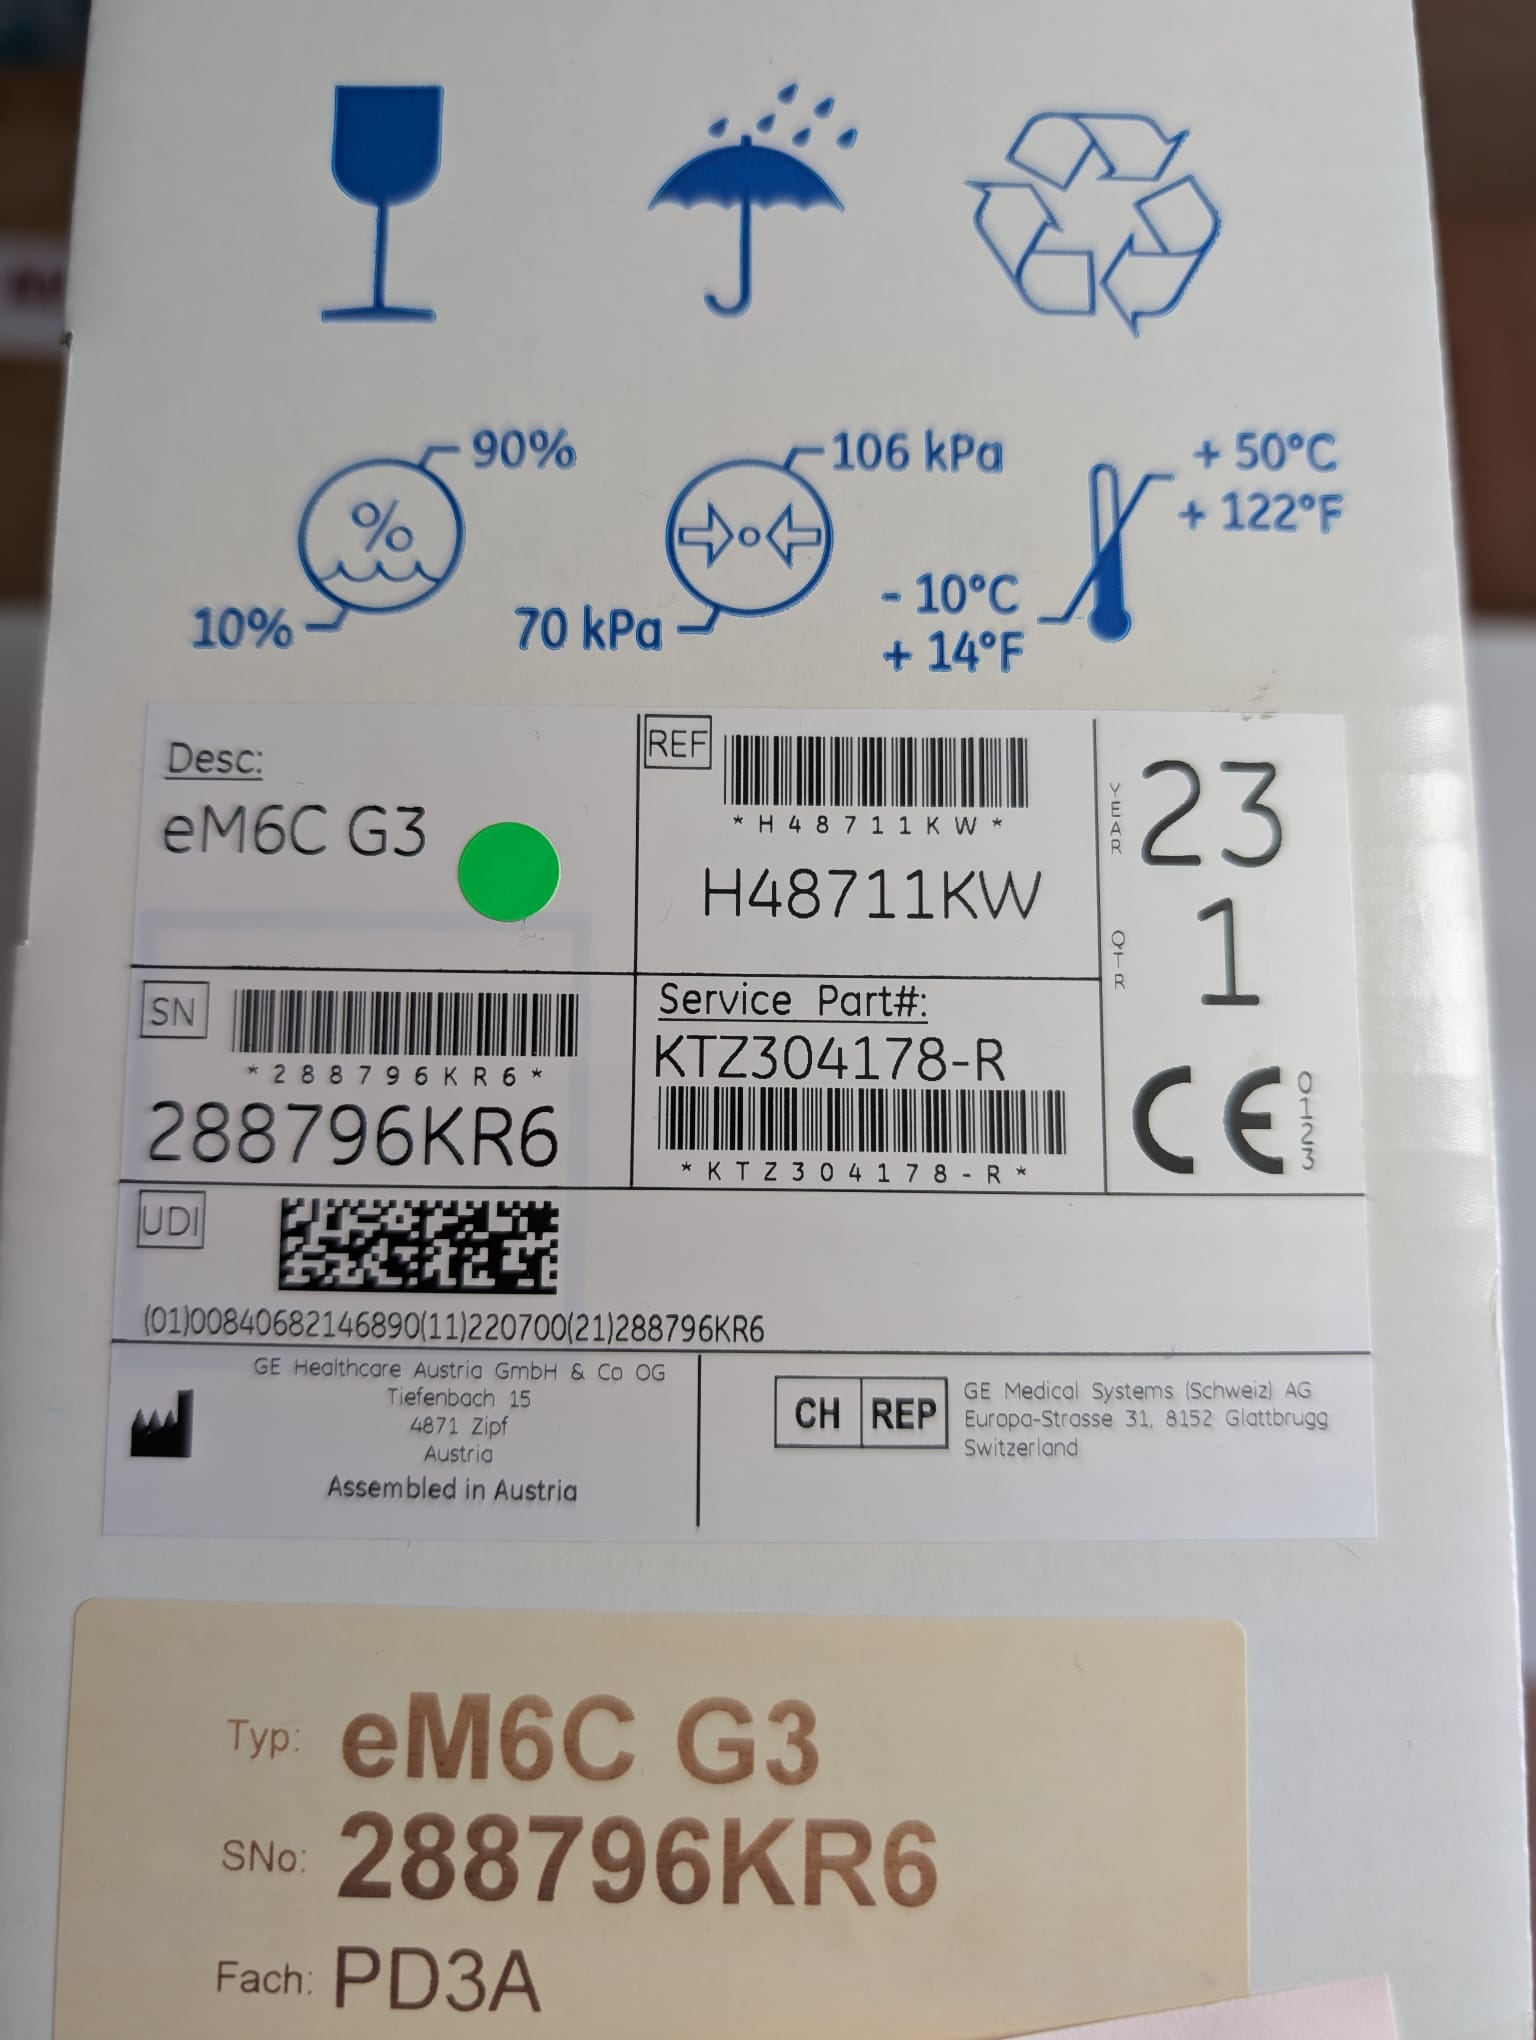 90%
%
10%
106 kPa
70 kPa
+ 50°C
+ 122°F
- 10°C
+ 14°F
Desc:
eM6C G3
REF
*H48711KW*
H48711KW
YEAR
23
QTR
1
SN
*288796KR6*
288796KR6
Service Part#:
KTZ304178-R
*KTZ304178-R*
CE
0123
UDI
(01)00840682146890(11)220700(21)288796KR6
GE Healthcare Austria GmbH & Co OG
Tiefenbach 15
4871 Zipf
Austria
Assembled in Austria
CH REP
GE Medical Systems (Schweiz) AG
Europa-Strasse 31, 8152 Glattbrugg
Switzerland
Typ: eM6C G3
SNo: 288796KR6
Fach: PD3A